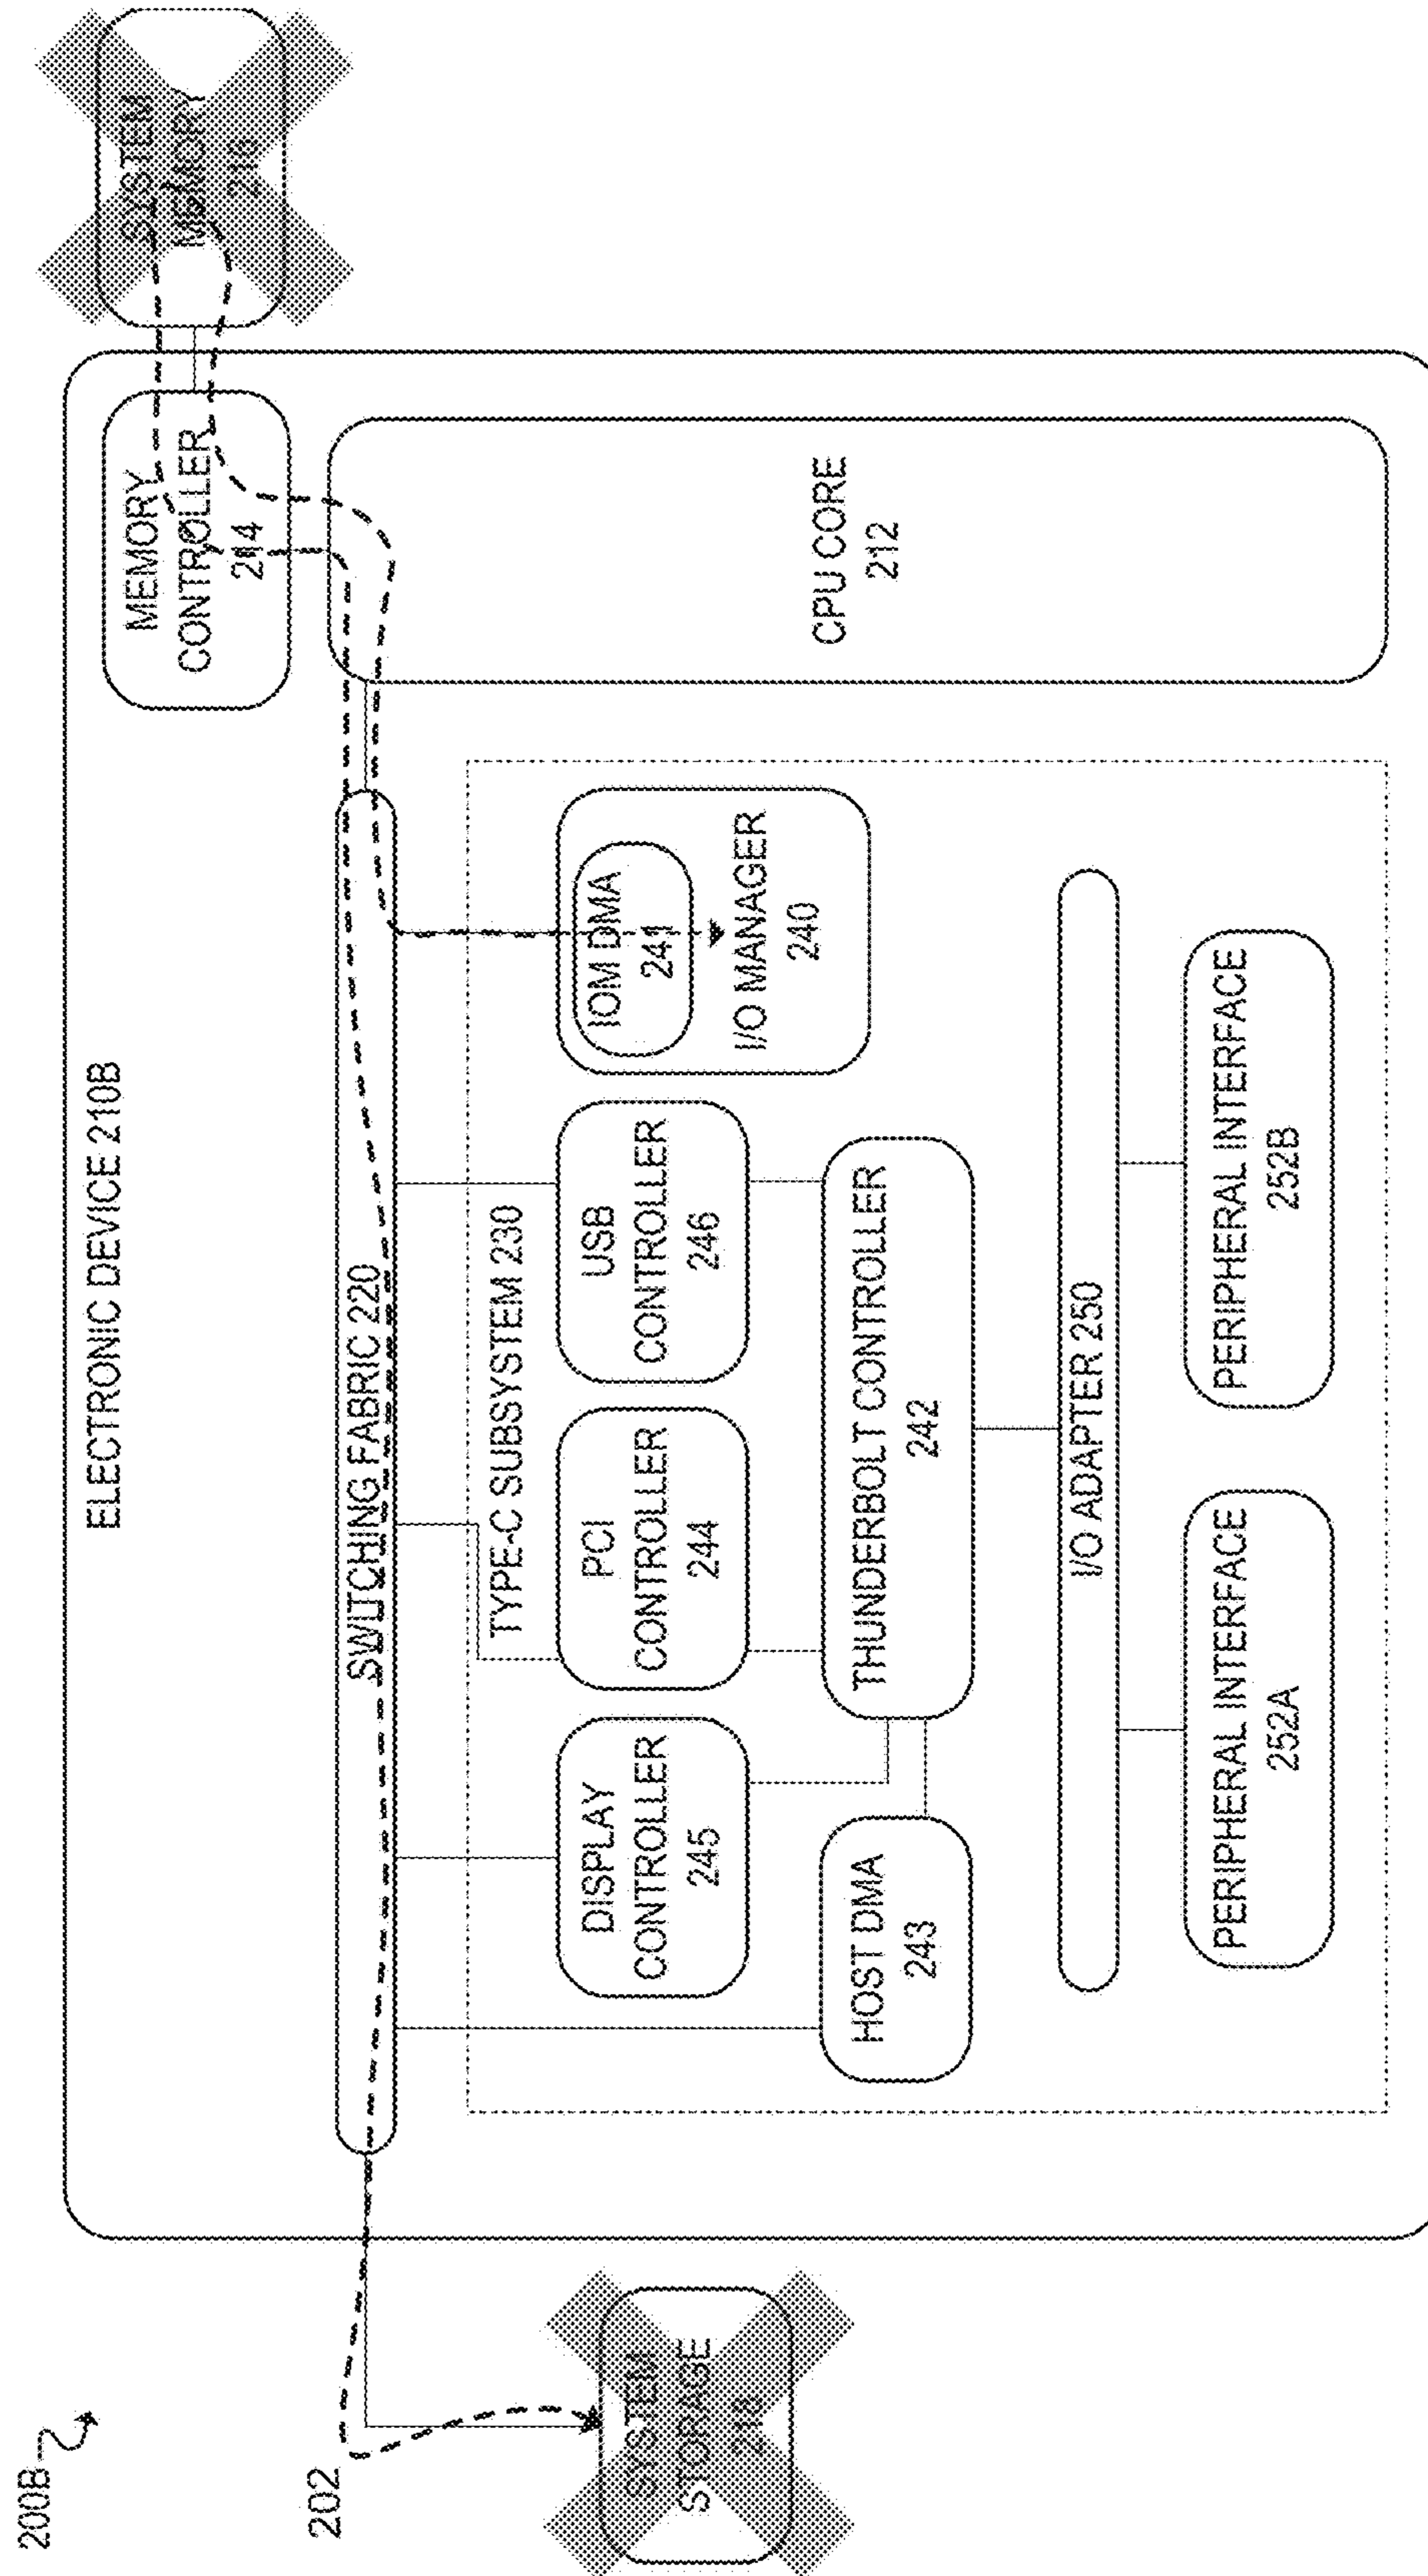 200B
202
ELECTRONIC DEVICE 210B
SYSTEM
STORAGE
SWITCHING FABRIC 220
MEMORY
CONTROLLER
214
SYSTEM
MEMORY
TYPE-C SUBSYSTEM 230
DISPLAY
CONTROLLER
245
PCI
CONTROLLER
244
USB
CONTROLLER
246
IOM DMA
241
I/O MANAGER
240
CPU CORE
212
HOST DMA
243
THUNDERBOLT CONTROLLER
242
I/O ADAPTER 250
PERIPHERAL INTERFACE
252A
PERIPHERAL INTERFACE
252B